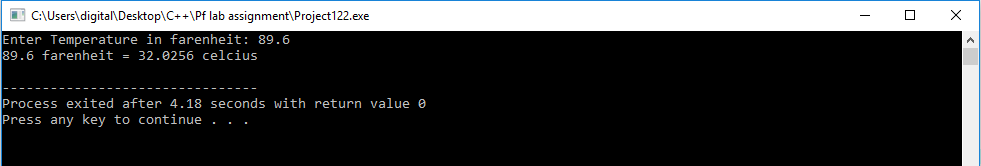 C:\Users\digital\Desktop\C++\Pf lab assignment\Project122.exe
Enter Temperature in farenheit: 89.6
89.6 farenheit = 32.0256 celcius
--------------------------------
Process exited after 4.18 seconds with return value 0
Press any key to continue . . .